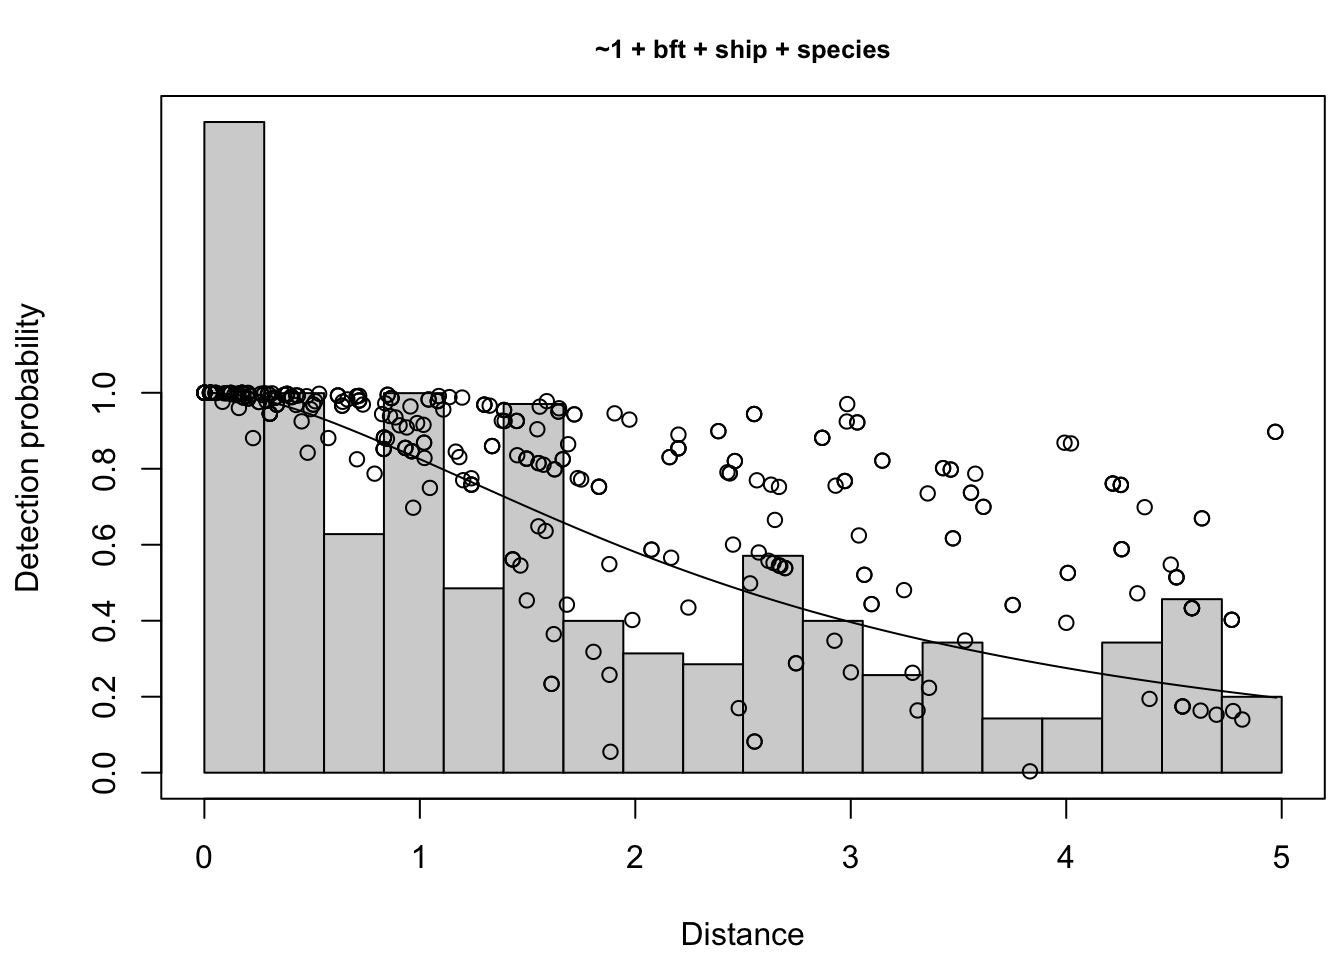 ~1 + bft + ship + species
Detection probability
1.0
0.8
0.6
0.4
0.2
0.0
0 1 2 3 4 5
Distance